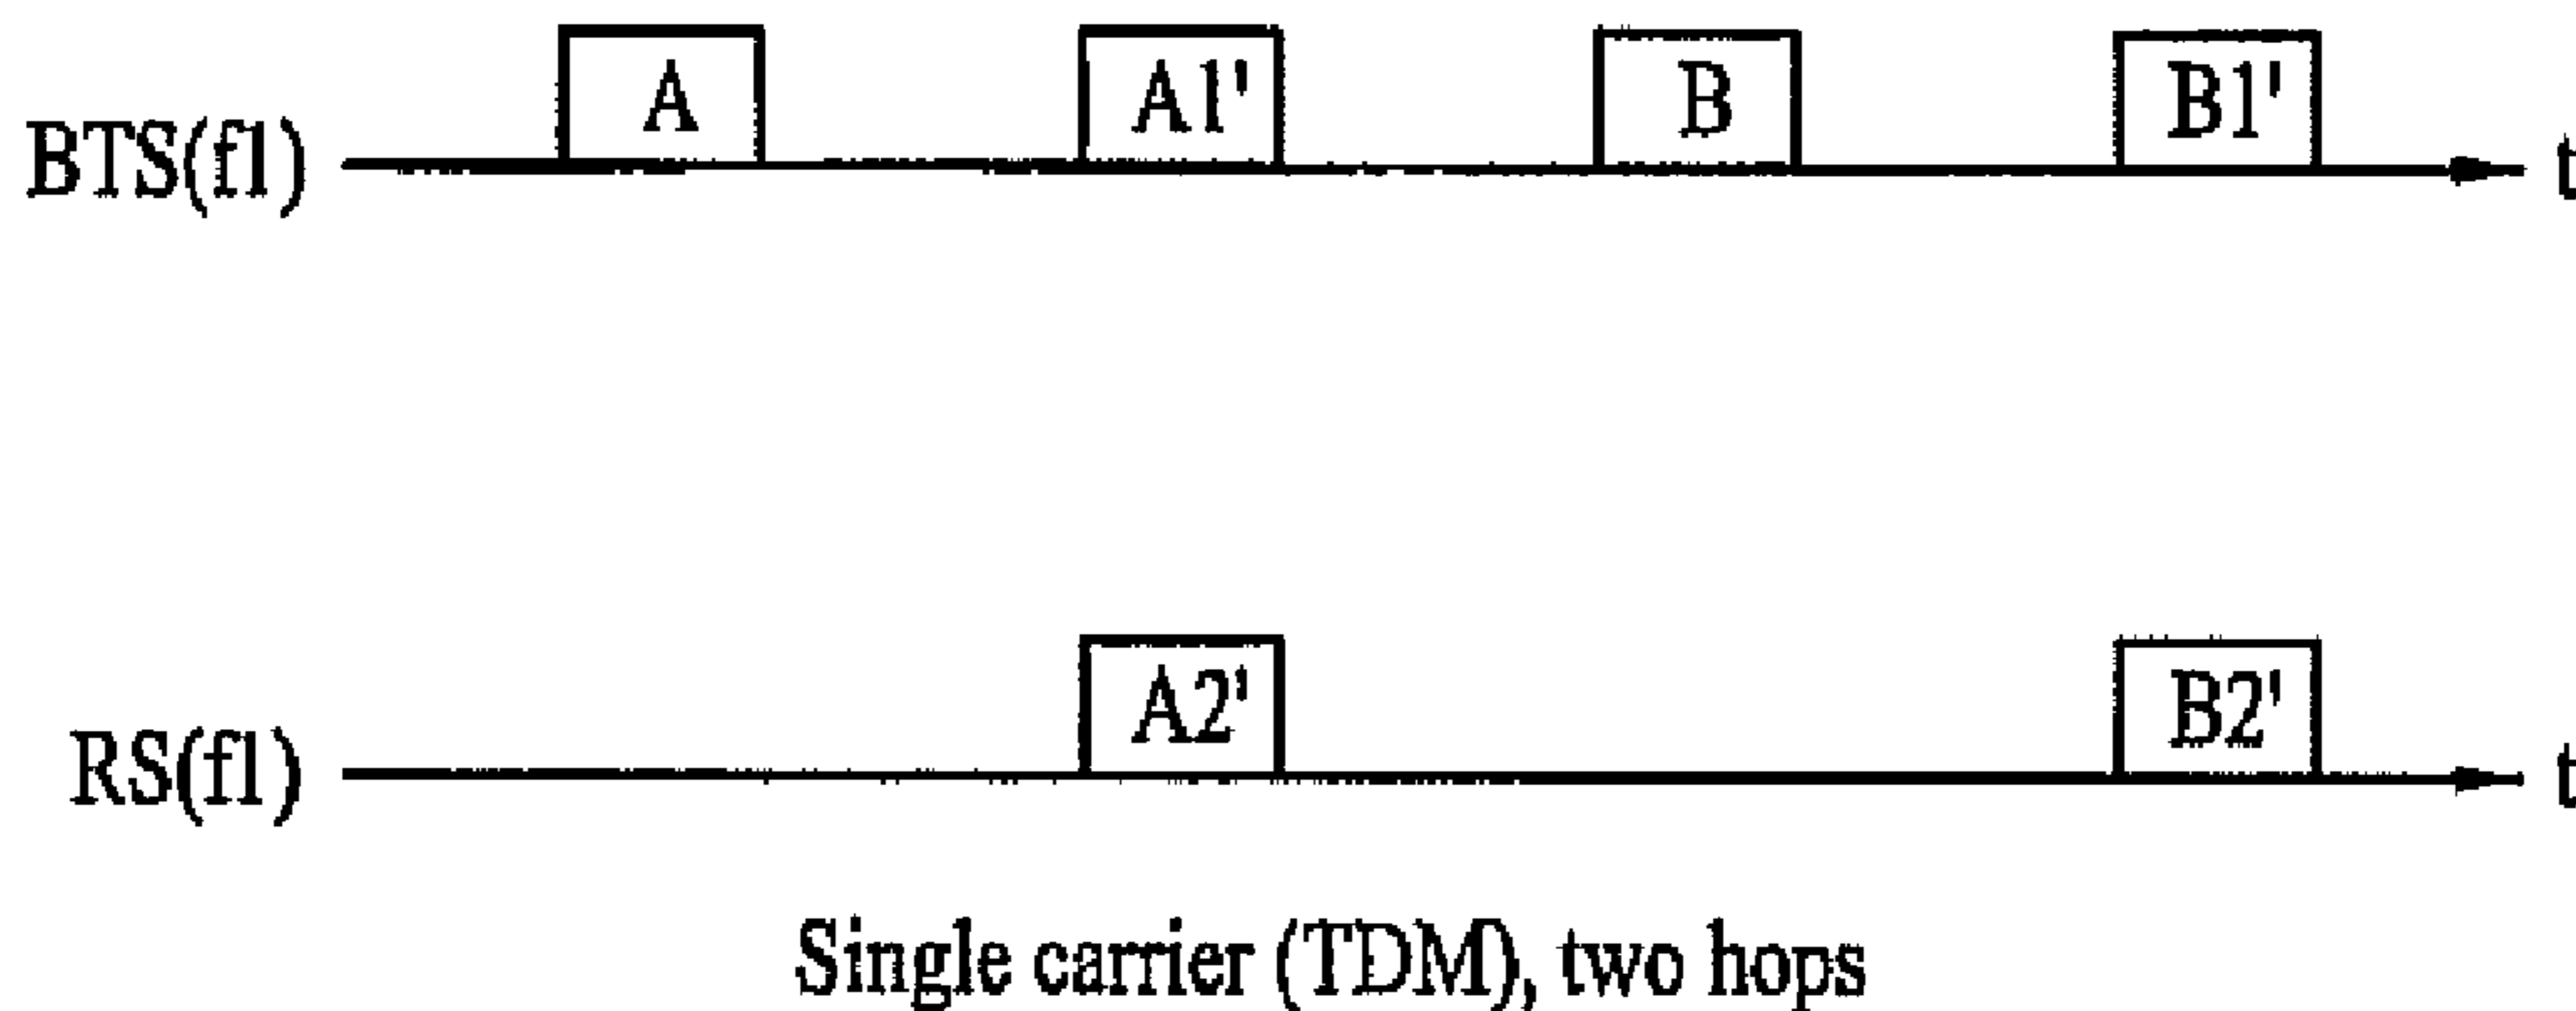 BTS(f1) A A1' B B1' t
RS(f1) A2' B2' t
Single carrier (TDM), two hops